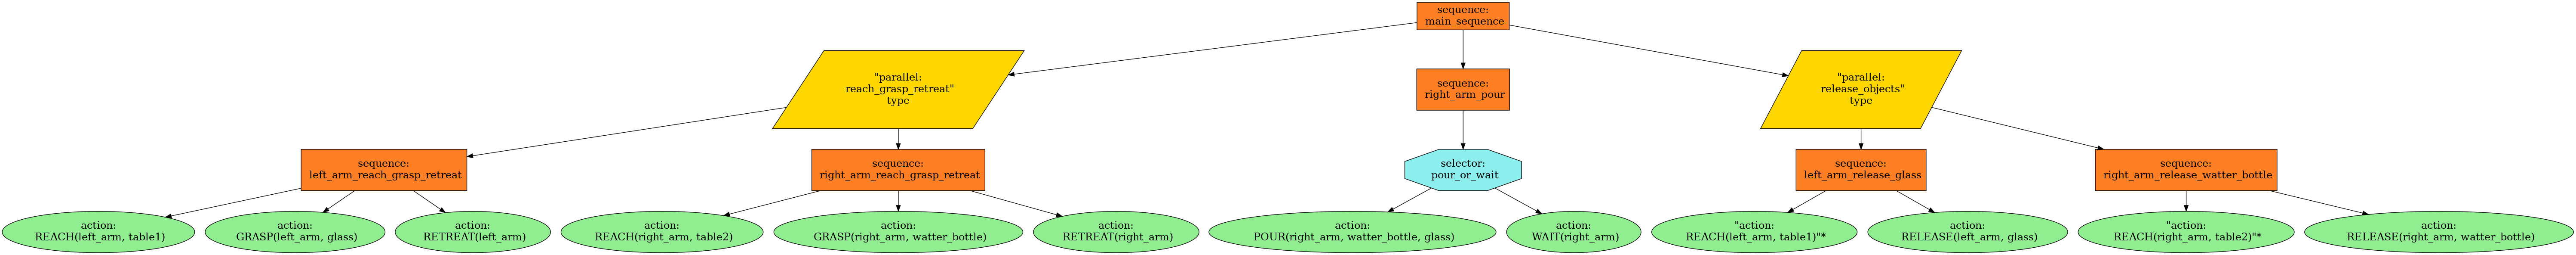 sequence:
main_sequence
"parallel:
reach_grasp_retreat"
type
sequence:
right_arm_pour
"parallel:
release_objects"
type
sequence:
left_arm_reach_grasp_retreat
sequence:
right_arm_reach_grasp_retreat
selector:
pour_or_wait
sequence:
left_arm_release_glass
sequence:
right_arm_release_watter_bottle
action:
REACH(left_arm, table1)
action:
GRASP(left_arm, glass)
action:
RETREAT(left_arm)
action:
REACH(right_arm, table2)
action:
GRASP(right_arm, watter_bottle)
action:
RETREAT(right_arm)
action:
POUR(right_arm, watter_bottle, glass)
action:
WAIT(right_arm)
"action:
REACH(left_arm, table1)"*
action:
RELEASE(left_arm, glass)
"action:
REACH(right_arm, table2)"*
action:
RELEASE(right_arm, watter_bottle)